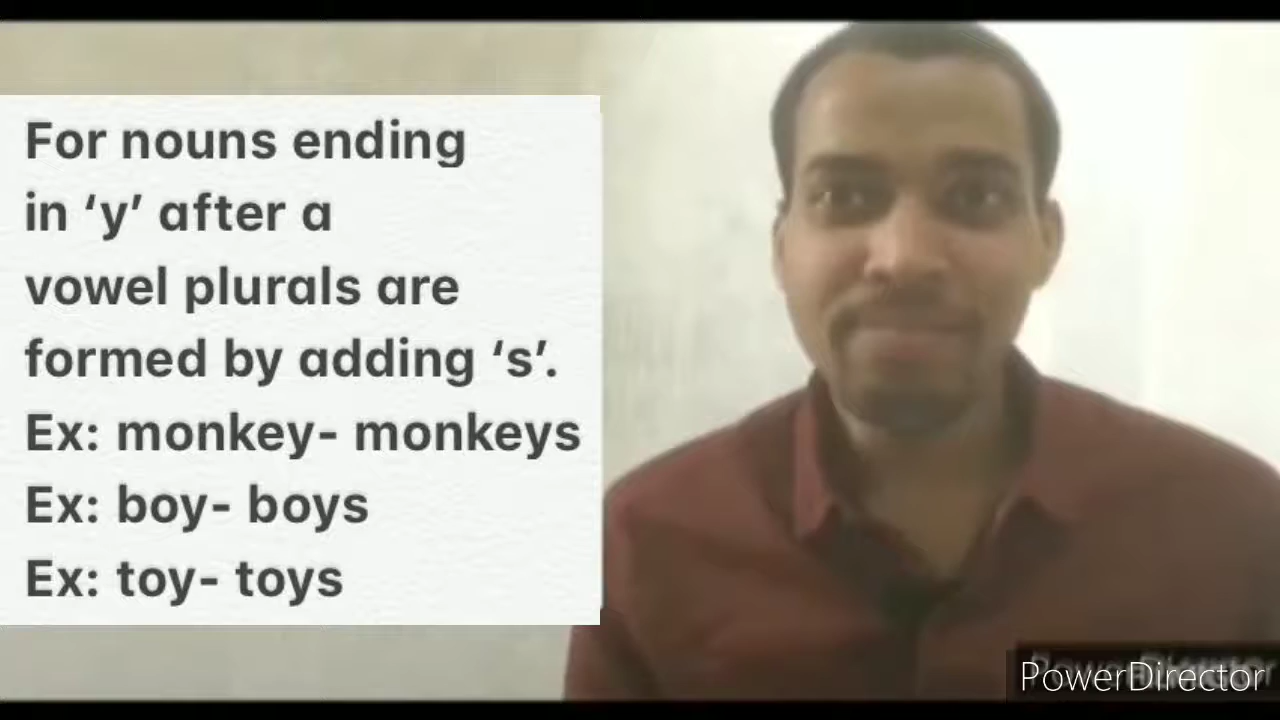 For nouns ending
in ‘y’ after a
vowel plurals are
formed by adding ‘s’.
Ex: monkey- monkeys
Ex: boy- boys
Ex: toy- toys
PowerDirector